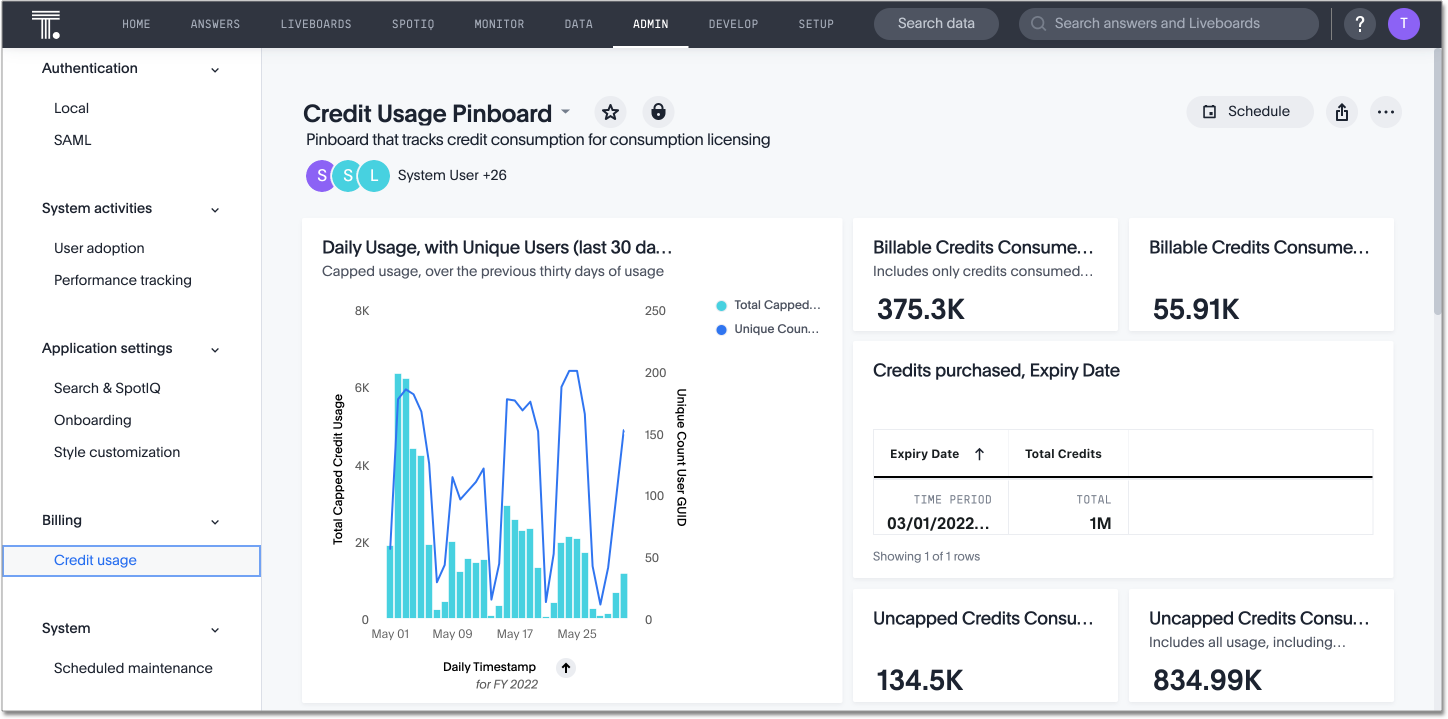 T.
HOME ANSWERS LIVEBOARDS SPOTIQ MONITOR DATA ADMIN DEVELOP SETUP Search data Search answers and Liveboards ? T
Authentication
Local
SAML
System activities
User adoption
Performance tracking
Application settings
Search & SpotIQ
Onboarding
Style customization
Billing
Credit usage
System
Scheduled maintenance
Credit Usage Pinboard
Schedule
Pinboard that tracks credit consumption for consumption licensing
S S L System User +26
Daily Usage, with Unique Users (last 30 da...
Capped usage, over the previous thirty days of usage
Total Capped...
Unique Coun...
Total Capped Credit Usage
8K
6K
4K
2K
0
250
200
150
100
50
0
Unique Count User GUID
May 01 May 09 May 17 May 25
Daily Timestamp
for FY 2022
Billable Credits Consume...
Includes only credits consumed...
375.3K
Billable Credits Consume...
55.91K
Credits purchased, Expiry Date
Expiry Date Total Credits
TIME PERIOD TOTAL
03/01/2022... 1M
Showing 1 of 1 rows
Uncapped Credits Consu...
134.5K
Uncapped Credits Consu...
Includes all usage, including...
834.99K